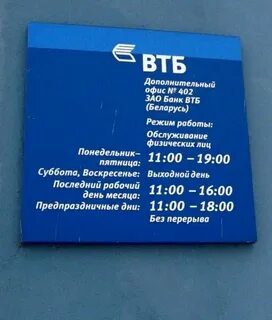 ВТБ
Дополнительный
офис № 402
ЗАО Банк ВТБ
(Беларусь)
Режим работы:
Обслуживание
физических лиц
Понедельник–
пятница: 11:00 – 19:00
Суббота, Воскресенье: Выходной день
Последний рабочий
день месяца: 11:00 – 16:00
Предпраздничные дни: 11:00 – 18:00
Без перерыва